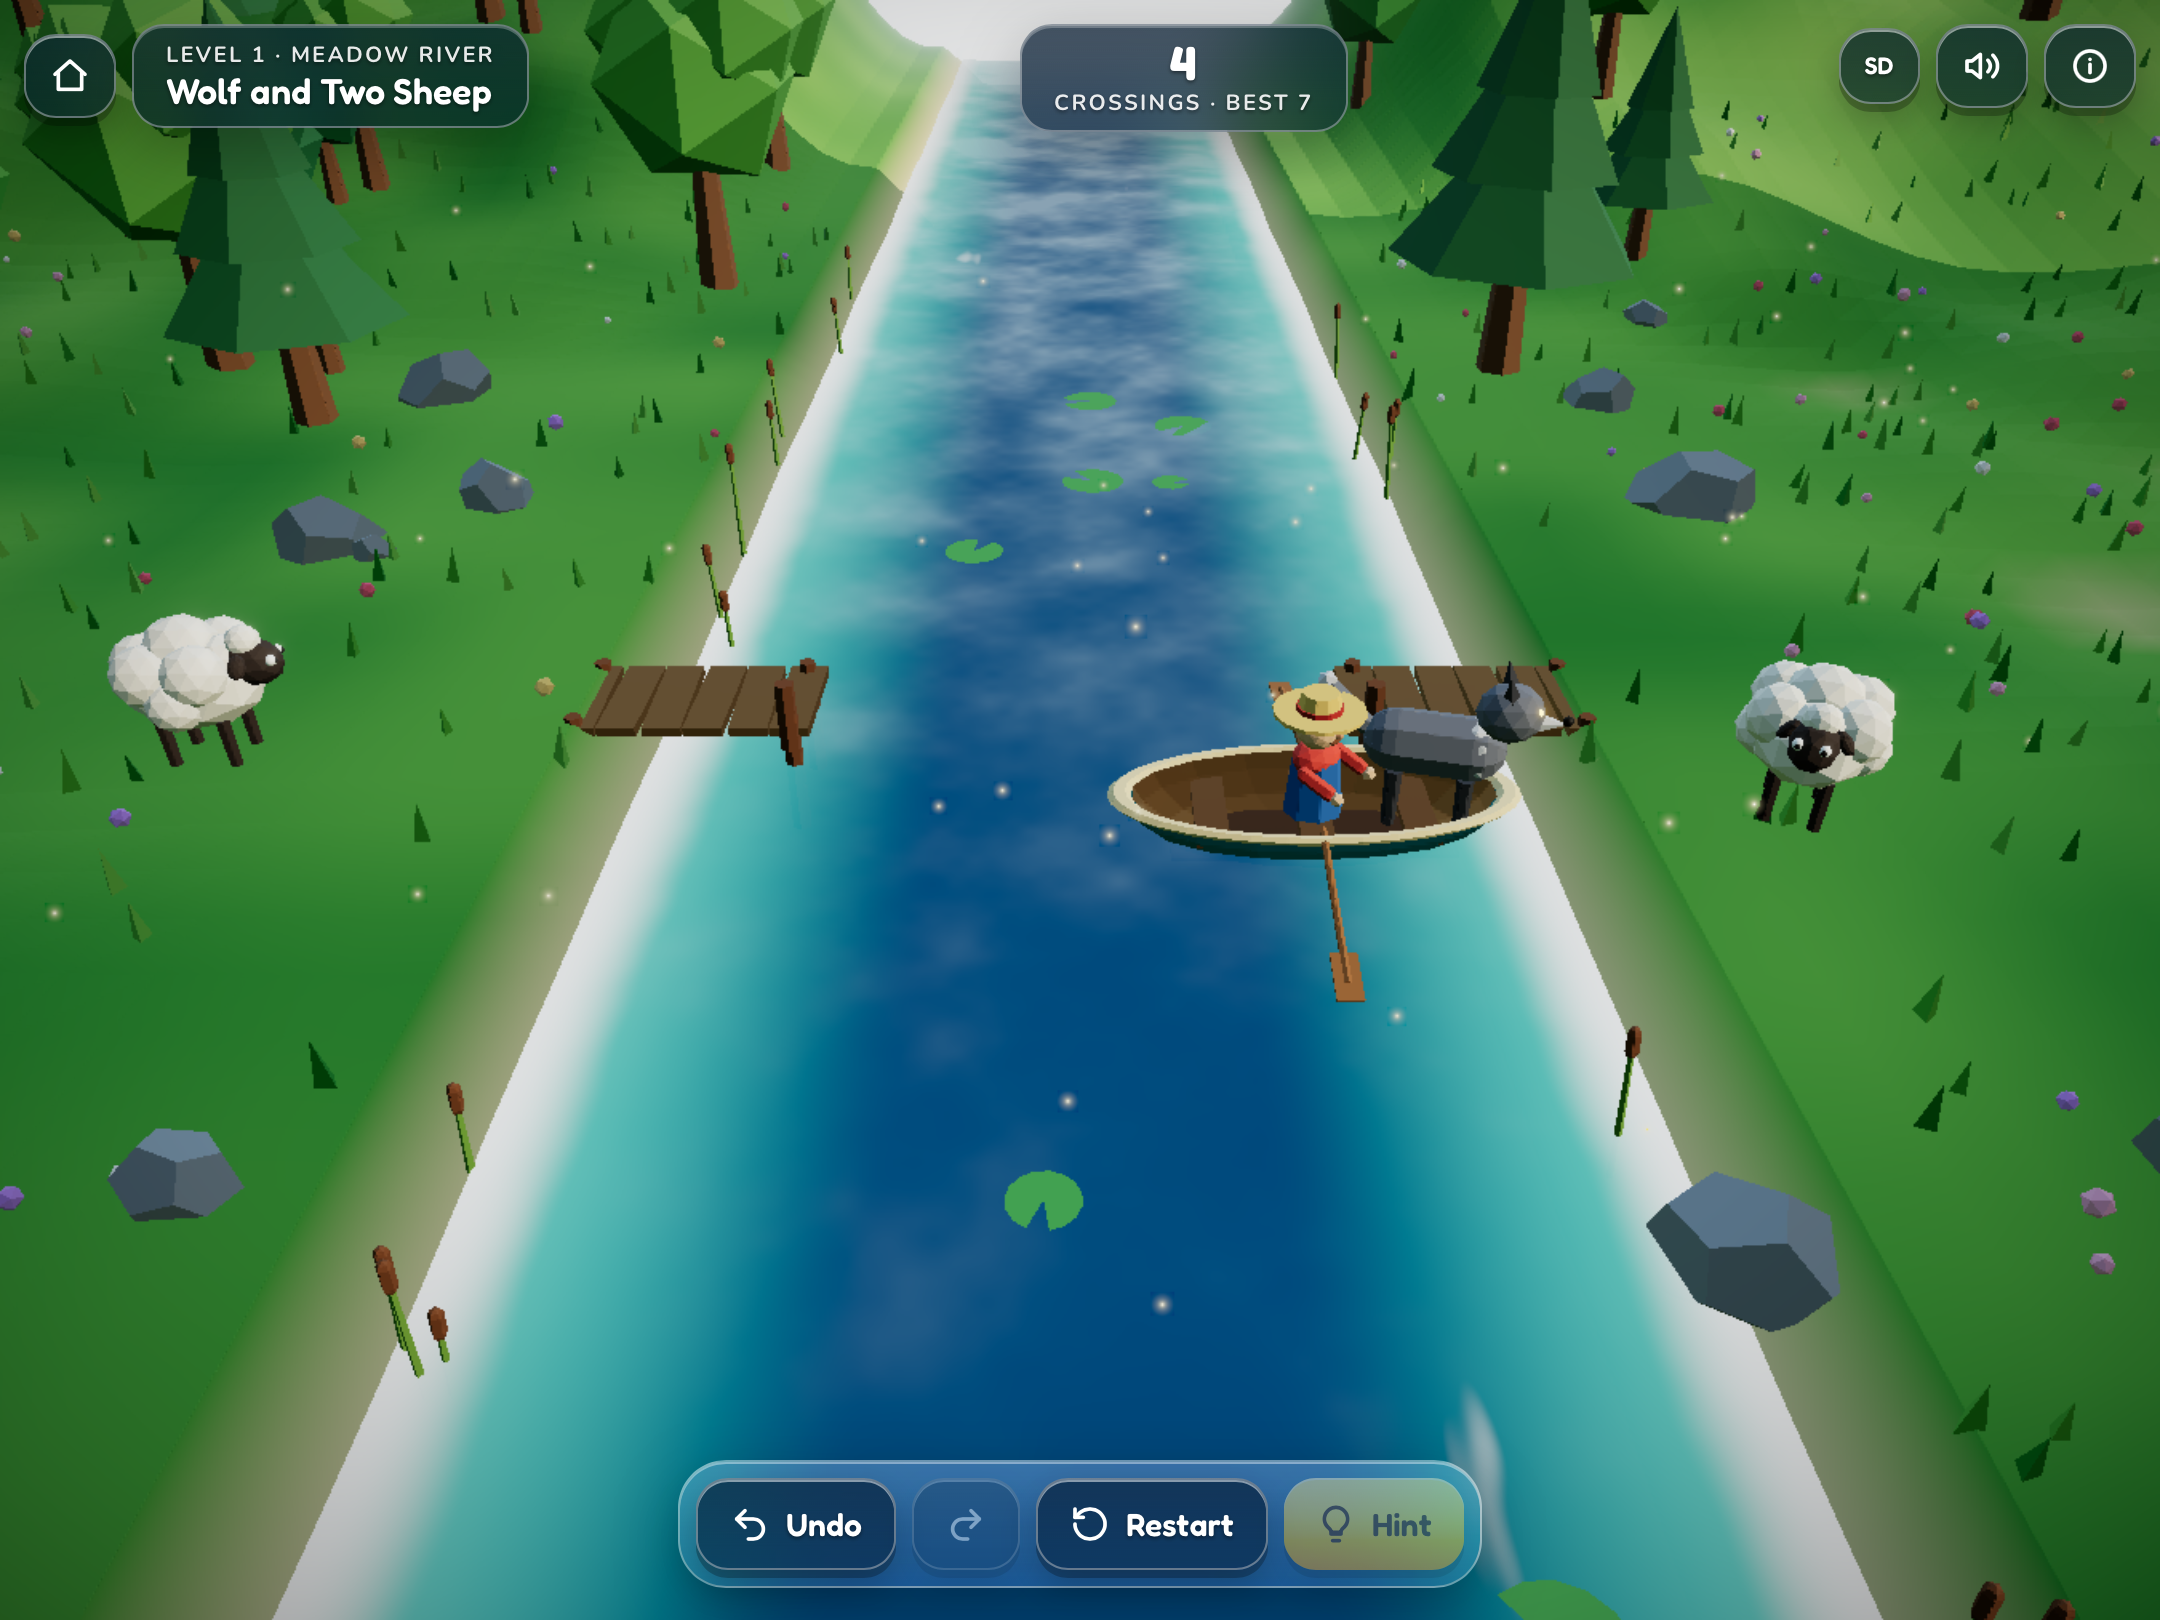 LEVEL 1 · MEADOW RIVER
Wolf and Two Sheep
4
CROSSINGS · BEST 7
SD
Undo
Restart
Hint